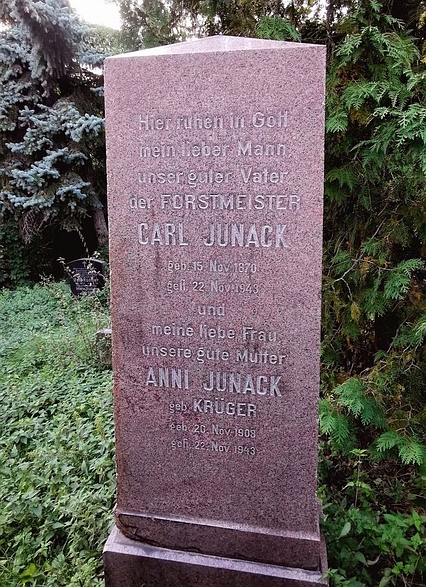 Hier ruhen in Gott
mein lieber Mann
unser guter Vater
der FORSTMEISTER
CARL JUNACK
geb. 15. Nov. 1870
gefl. 22. Nov. 1943
und
meine liebe Frau
unsere gute Mutter
ANNI JUNACK
geb. KRÜGER
geb. 20. Nov. 1908
gefl. 22. Nov. 1943